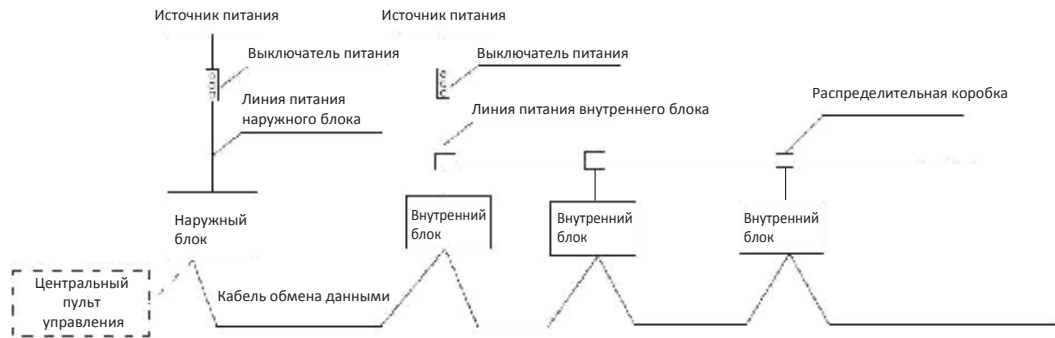 Источник питания
Источник питания
Выключатель питания
Выключатель питания
Линия питания
наружного блока
Линия питания внутреннего блока
Распределительная коробка
Наружный
блок
Внутренний
блок
Внутренний
блок
Внутренний
блок
Центральный
пульт
управления
Кабель обмена данными